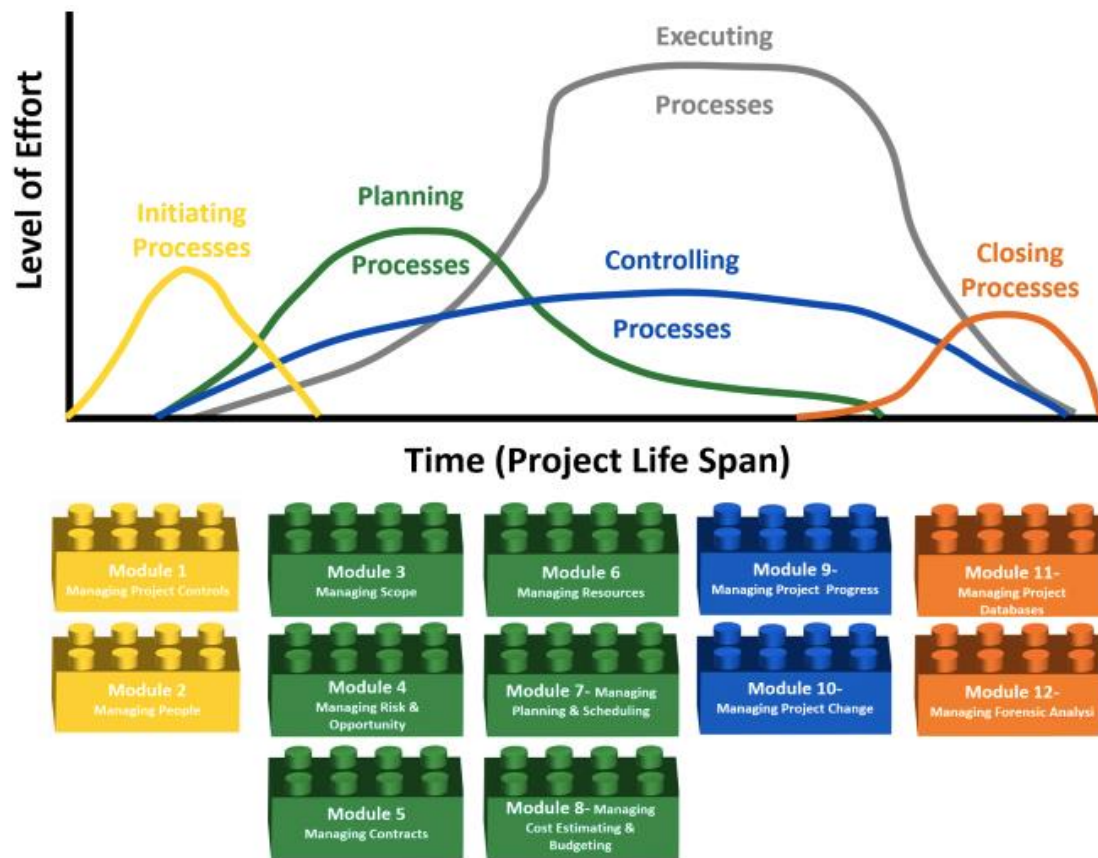 Level of Effort
Initiating
Processes
Planning
Processes
Executing
Processes
Controlling
Processes
Closing
Processes
Time (Project Life Span)
Module 1
Managing Project Controls
Module 2
Managing People
Module 3
Managing Scope
Module 4
Managing Risk &
Opportunity
Module 5
Managing Contracts
Module 6
Managing Resources
Module 7- Managing
Planning & Scheduling
Module 8- Managing
Cost Estimating &
Budgeting
Module 9-
Managing Project Progress
Module 10-
Managing Project Change
Module 11-
Managing Project
Databases
Module 12-
Managing Forensic Analysi